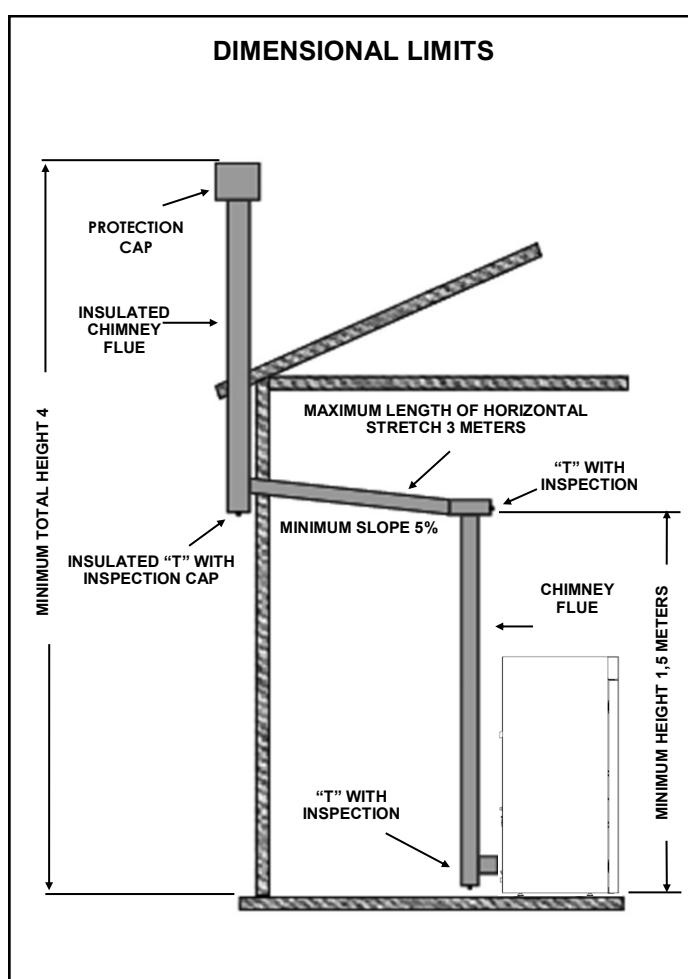 DIMENSIONAL LIMITS
PROTECTION
CAP
INSULATED
CHIMNEY
FLUE
MAXIMUM LENGTH OF HORIZONTAL
STRETCH 3 METERS
“T” WITH
INSPECTION
MINIMUM SLOPE 5%
INSULATED “T” WITH
INSPECTION CAP
MINIMUM TOTAL HEIGHT 4
CHIMNEY
FLUE
MINIMUM HEIGHT 1,5 METERS
“T” WITH
INSPECTION